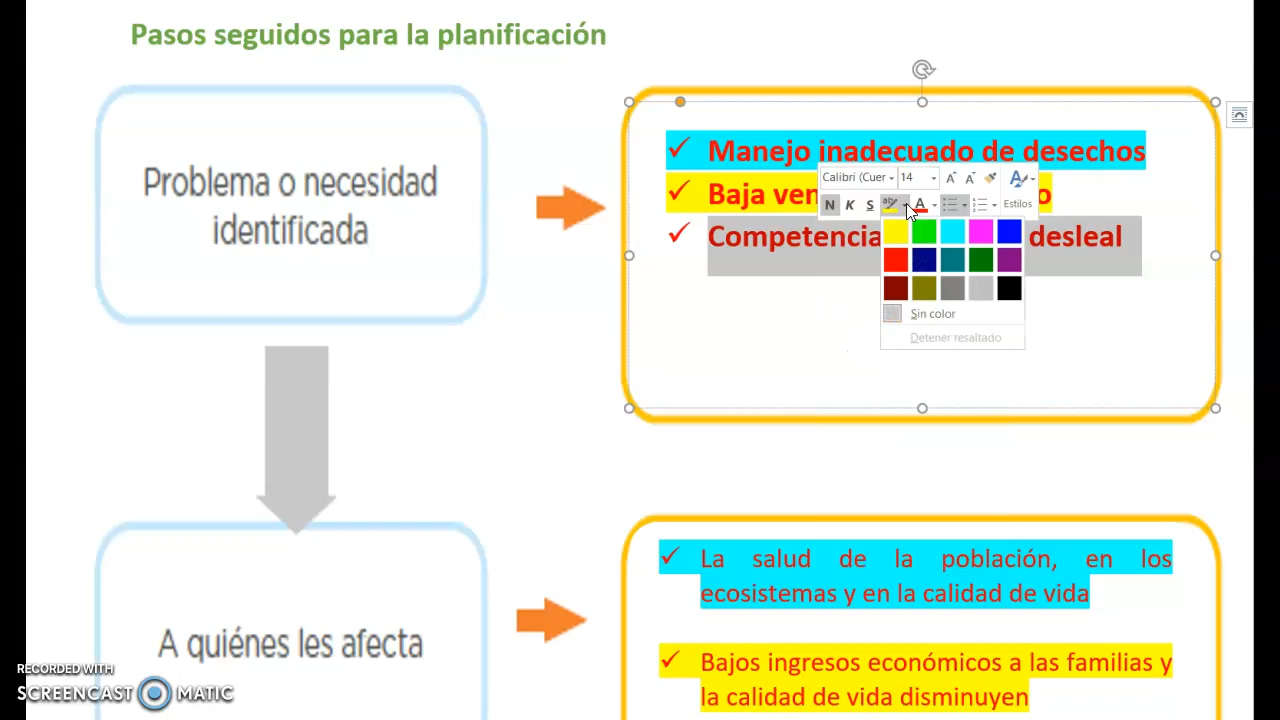 Pasos seguidos para la planificación
Problema o necesidad
identificada
✓ Manejo inadecuado de desechos
Calibri (Cuer 14
✓ Baja ven
N K S ab A Estilos
✓ Competencia desleal
Sin color
Detener resaltado
A quiénes les afecta
✓ La salud de la población, en los
ecosistemas y en la calidad de vida
✓ Bajos ingresos económicos a las familias y
la calidad de vida disminuyen
RECORDED WITH
SCREENCAST MATIC